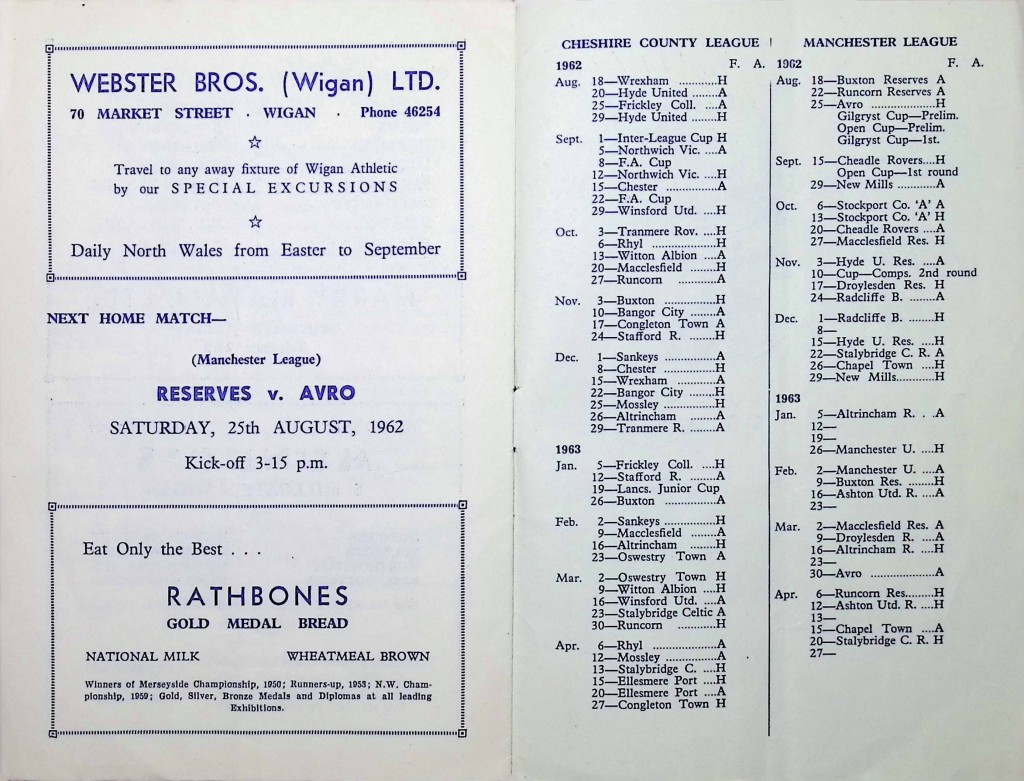 WEBSTER BROS. (Wigan) LTD.
70 MARKET STREET . WIGAN . Phone 46254
☆
Travel to any away fixture of Wigan Athletic
by our SPECIAL EXCURSIONS
☆
Daily North Wales from Easter to September
NEXT HOME MATCH—
(Manchester League)
RESERVES v. AVRO
SATURDAY, 25th AUGUST, 1962
Kick-off 3-15 p.m.
Eat Only the Best . . .
RATHBONES
GOLD MEDAL BREAD
NATIONAL MILK WHEATMEAL BROWN
Winners of Merseyside Championship, 1950; Runners-up, 1953; N.W. Cham-
pionship, 1959; Gold, Silver, Bronze Medals and Diplomas at all leading
Exhibitions.
CHESHIRE COUNTY LEAGUE
1962 F. A.
Aug. 18—Wrexham ...........H
20—Hyde United ........A
25—Frickley Coll. ....A
29—Hyde United ........H
Sept. 1—Inter-League Cup H
5—Northwich Vic. ....A
8—F.A. Cup
12—Northwich Vic. ....H
15—Chester ...............A
22—F.A. Cup
29—Winsford Utd. ....H
Oct. 3—Tranmere Rov. ....H
6—Rhyl ..................H
13—Witton Albion ....A
20—Macclesfield ........H
27—Runcorn ............A
Nov. 3—Buxton ...............H
10—Bangor City ........A
17—Congleton Town A
24—Stafford R. ........H
Dec. 1—Sankeys ...............A
8—Chester ...............H
15—Wrexham ............A
22—Bangor City ........H
25—Mossley ...............H
26—Altrincham ........A
29—Tranmere R. ........A
1963
Jan. 5—Frickley Coll. ....H
12—Stafford R. ........A
19—Lancs. Junior Cup
26—Buxton ...............A
Feb. 2—Sankeys ...............H
9—Macclesfield ........A
16—Altrincham ........H
23—Oswestry Town A
Mar. 2—Oswestry Town H
9—Witton Albion ....H
16—Winsford Utd. ....A
23—Stalybridge Celtic A
30—Runcorn ............H
Apr. 6—Rhyl ..................A
12—Mossley ...............A
13—Stalybridge C. ....H
15—Ellesmere Port ....H
20—Ellesmere Port ....A
27—Congleton Town H
MANCHESTER LEAGUE
1962 F. A.
Aug. 18—Buxton Reserves A
22—Runcorn Reserves A
25—Avro ..................H
Gilgryst Cup—Prelim.
Open Cup—Prelim.
Gilgryst Cup—1st.
Sept. 15—Cheadle Rovers....H
Open Cup—1st round
29—New Mills ............A
Oct. 6—Stockport Co. ‘A’ A
13—Stockport Co. ‘A’ H
20—Cheadle Rovers ....A
27—Macclesfield Res. H
Nov. 3—Hyde U. Res. ....A
10—Cup—Comps. 2nd round
17—Droylesden Res. H
24—Radcliffe B. ........A
Dec. 1—Radcliffe B. ........H
8—
15—Hyde U. Res. ....H
22—Stalybridge C. R. A
26—Chapel Town ....H
29—New Mills............H
1963
Jan. 5—Altrincham R. . .A
12—
19—
26—Manchester U. ....H
Feb. 2—Manchester U. ....A
9—Buxton Res. ........H
16—Ashton Utd. R. ....A
23—
Mar. 2—Macclesfield Res. A
9—Droylesden R. ....A
16—Altrincham R. ....H
23—
30—Avro ..................A
Apr. 6—Runcorn Res........H
12—Ashton Utd. R. ....H
13—
15—Chapel Town ....A
20—Stalybridge C. R. H
27—